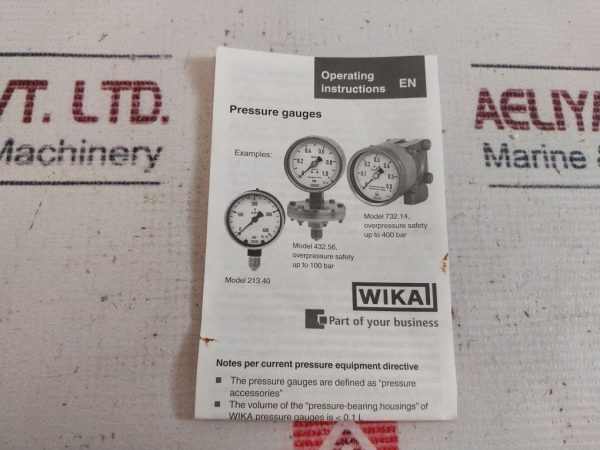 VT. LTD.
Machinery
AELIYA
Marine &
Operating
instructions EN
Pressure gauges
Examples:
Model 732.14,
overpressure safety
up to 400 bar
Model 432.56,
overpressure safety
up to 100 bar
Model 213.40
WIKA
Part of your business
Notes per current pressure equipment directive
■ The pressure gauges are defined as “pressure
accessories”
■ The volume of the “pressure-bearing housings” of
WIKA pressure gauges is < 0.1 L